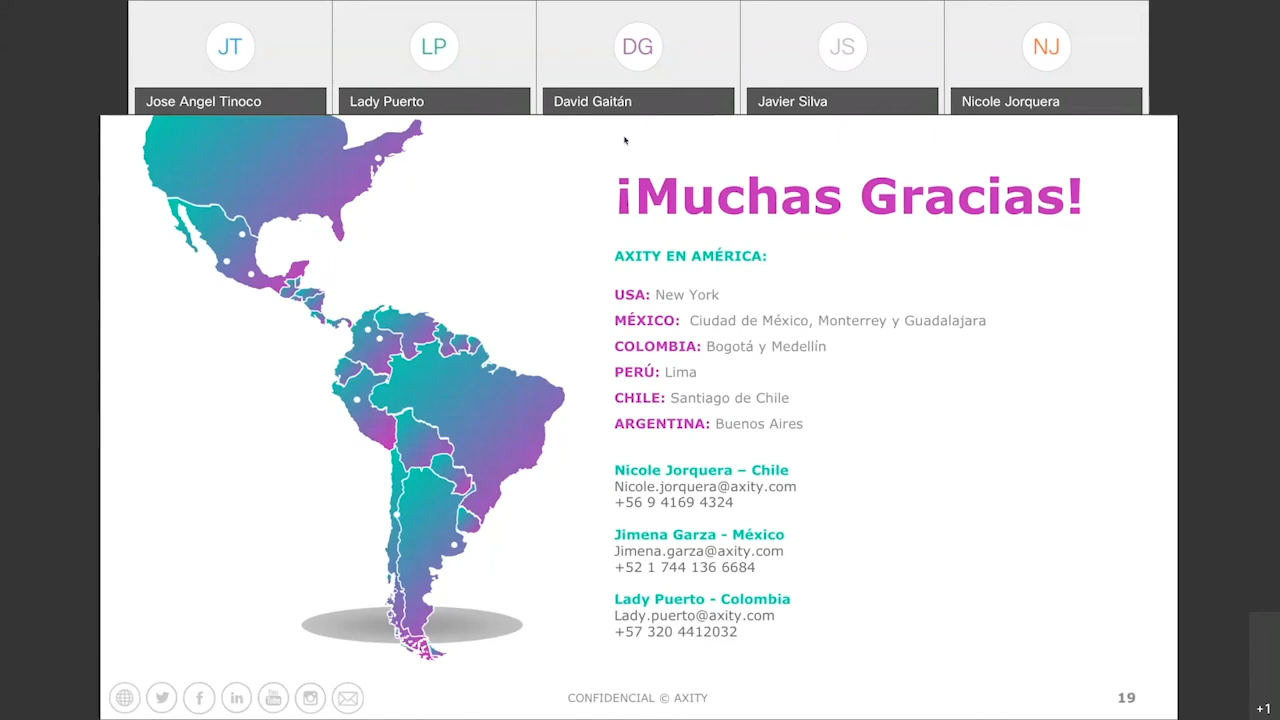 JT
LP
DG
JS
NJ
Jose Angel Tinoco
Lady Puerto
David Gaitán
Javier Silva
Nicole Jorquera
¡Muchas Gracias!
AXITY EN AMÉRICA:
USA: New York
MÉXICO: Ciudad de México, Monterrey y Guadalajara
COLOMBIA: Bogotá y Medellín
PERÚ: Lima
CHILE: Santiago de Chile
ARGENTINA: Buenos Aires
Nicole Jorquera – Chile
Nicole.jorquera@axity.com
+56 9 4169 4324
Jimena Garza - México
Jimena.garza@axity.com
+52 1 744 136 6684
Lady Puerto - Colombia
Lady.puerto@axity.com
+57 320 4412032
You Tube
CONFIDENCIAL © AXITY
19
+1